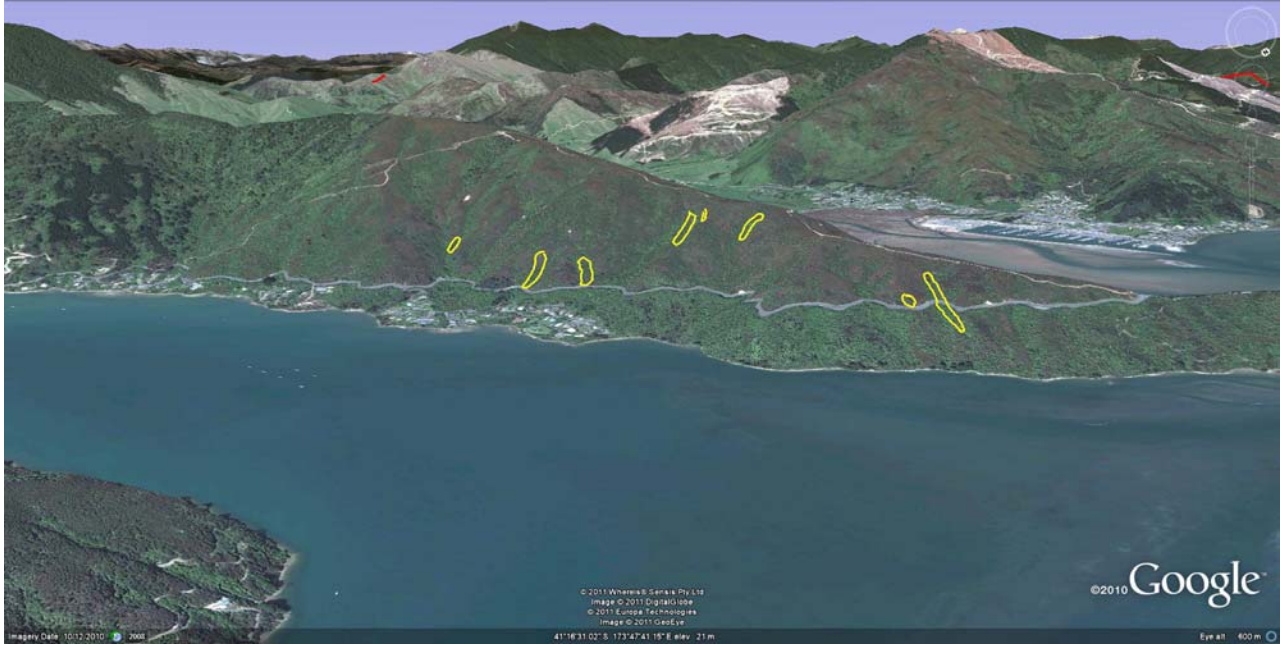 ©2010 Google
© 2011 Whereis® Sensis Pty Ltd
Image © 2011 DigitalGlobe
© 2011 Europa Technologies
Image © 2011 GeoEye
Imagery Date: 10/12/2010 2008
41°16'31.02" S 173°47'41.15" E elev 21 m
Eye alt 600 m